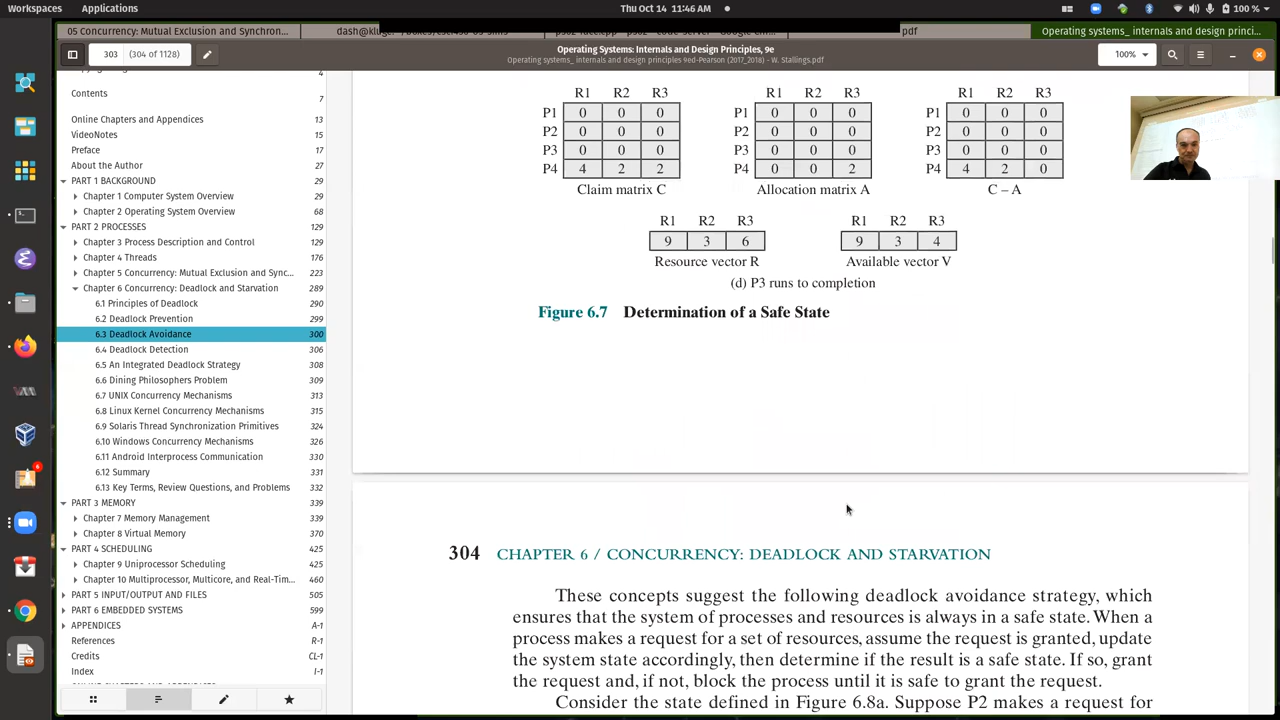 Workspaces Applications Thu Oct 14 11:46 AM 100 %
05 Concurrency: Mutual Exclusion and Synchron... pdf Operating systems_ internals and design princi...
303 (304 of 1128) Operating Systems: Internals and Design Principles, 9e 100%
Operating systems_ internals and design principles 9ed-Pearson (2017_2018) - W. Stallings.pdf
4
Contents 7
Online Chapters and Appendices 13
VideoNotes 15
Preface 17
About the Author 27
PART 1 BACKGROUND 29
Chapter 1 Computer System Overview 29
Chapter 2 Operating System Overview 68
PART 2 PROCESSES 129
Chapter 3 Process Description and Control 129
Chapter 4 Threads 176
Chapter 5 Concurrency: Mutual Exclusion and Sync... 223
Chapter 6 Concurrency: Deadlock and Starvation 289
6.1 Principles of Deadlock 290
6.2 Deadlock Prevention 299
6.3 Deadlock Avoidance 300
6.4 Deadlock Detection 306
6.5 An Integrated Deadlock Strategy 308
6.6 Dining Philosophers Problem 309
6.7 UNIX Concurrency Mechanisms 313
6.8 Linux Kernel Concurrency Mechanisms 315
6.9 Solaris Thread Synchronization Primitives 324
6.10 Windows Concurrency Mechanisms 326
6.11 Android Interprocess Communication 330
6.12 Summary 331
6.13 Key Terms, Review Questions, and Problems 332
PART 3 MEMORY 339
Chapter 7 Memory Management 339
Chapter 8 Virtual Memory 370
PART 4 SCHEDULING 425
Chapter 9 Uniprocessor Scheduling 425
Chapter 10 Multiprocessor, Multicore, and Real-Tim... 460
PART 5 INPUT/OUTPUT AND FILES 505
PART 6 EMBEDDED SYSTEMS 599
APPENDICES A-1
References R-1
Credits CL-1
Index I-1
6
R1 R2 R3 R1 R2 R3 R1 R2 R3
P1 0 0 0 P1 0 0 0 P1 0 0 0
P2 0 0 0 P2 0 0 0 P2 0 0 0
P3 0 0 0 P3 0 0 0 P3 0 0 0
P4 4 2 2 P4 0 0 2 P4 4 2 0
Claim matrix C Allocation matrix A C – A
R1 R2 R3 R1 R2 R3
9 3 6 9 3 4
Resource vector R Available vector V
(d) P3 runs to completion
Figure 6.7 Determination of a Safe State
304 CHAPTER 6 / CONCURRENCY: DEADLOCK AND STARVATION
These concepts suggest the following deadlock avoidance strategy, which
ensures that the system of processes and resources is always in a safe state. When a
process makes a request for a set of resources, assume the request is granted, update
the system state accordingly, then determine if the result is a safe state. If so, grant
the request and, if not, block the process until it is safe to grant the request.
Consider the state defined in Figure 6.8a. Suppose P2 makes a request for